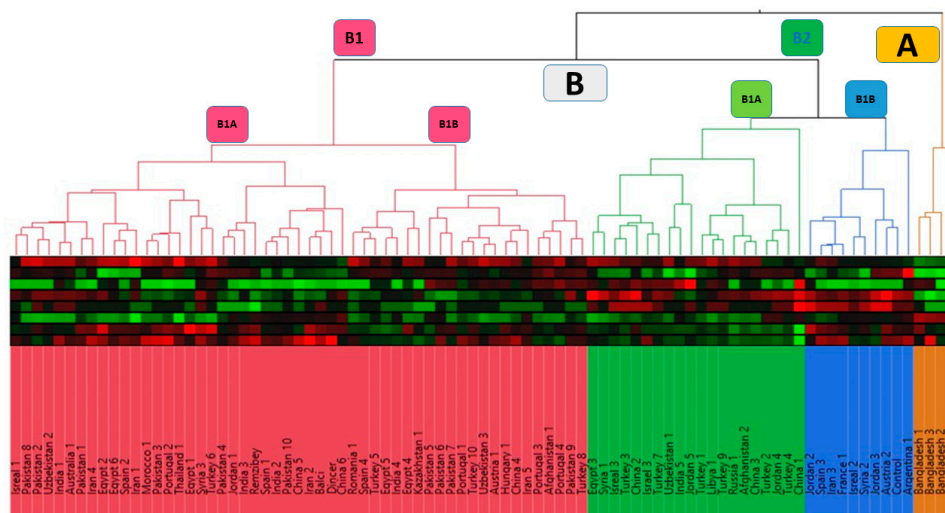 B1
B2
A
B
B1A
B1B
B1A
B1B
Isreal 1
Pakistan 8
Pakistan 2
Uzbekistan 2
India 1
Australia 1
Pakistan 1
Iran 4
Egypt 2
Egypt 6
Spain 2
Iran 1
Morocco 1
Pakistan 3
Portugal 2
Thailand 1
Egypt 1
Syria 3
Turkey 6
Pakistan 4
Jordan 1
India 3
Remzibey
Spain 1
India 2
Pakistan 10
China 5
Iran 2
Dincer
China 6
Romania 1
Spain 4
Turkey 5
Egypt 5
India 4
Egypt 4
Kazakhstan 1
Pakistan 5
Pakistan 6
Pakistan 7
Portugal 1
Turkey 10
Uzbekistan 3
Austria 1
Hungary 1
China 4
Iran
Portugal 3
Afghanistan 1
Portugal 4
Pakistan 9
Turkey 8
Egypt 3
Syria 1
Isreal 3
Turkey 3
China 2
Israel 3
Turkey 7
Uzbekistan 1
India 5
Jordan 5
Turkey 1
Libya 1
Turkey 9
Russia 1
Afghanistan 2
China 3
Turkey
Jordan 4
Turkey 4
China 1
Jordan 2
Spain 3
Iran 3
France 1
Isreal 2
Syria 2
Jordan 3
Austria 2
Control
Argentina 1
Bangladesh 1
Bangladesh 3
Bangladesh 2